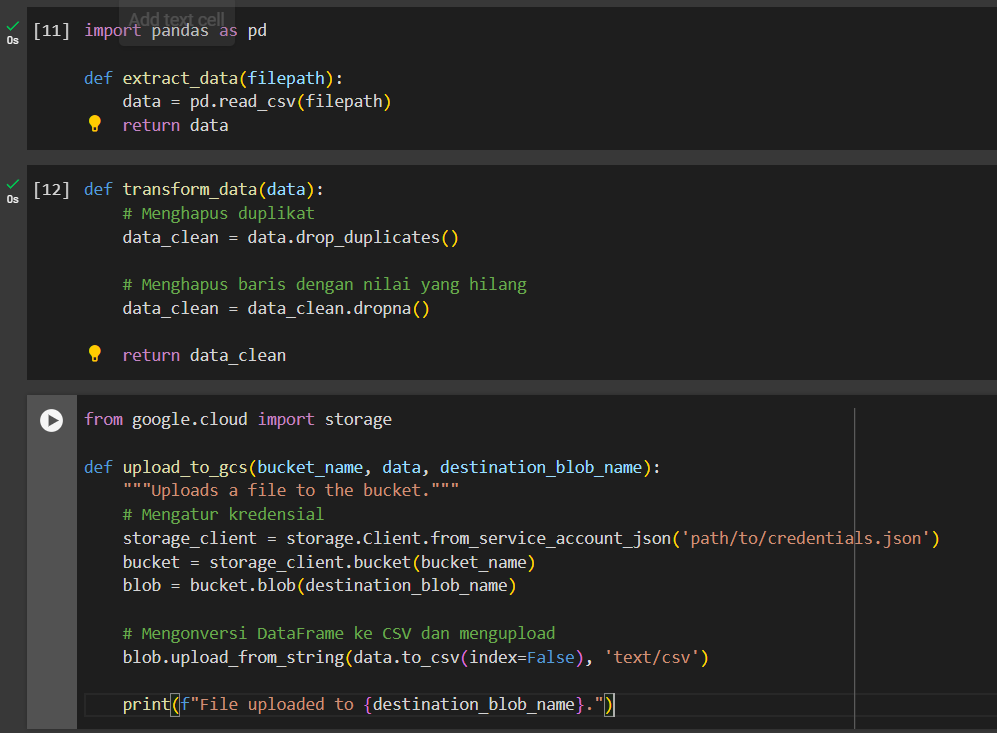 Add text cell
[11] import pandas as pd
0s
def extract_data(filepath):
    data = pd.read_csv(filepath)
    return data
[12] def transform_data(data):
0s
    # Menghapus duplikat
    data_clean = data.drop_duplicates()
    # Menghapus baris dengan nilai yang hilang
    data_clean = data_clean.dropna()
    return data_clean
from google.cloud import storage
def upload_to_gcs(bucket_name, data, destination_blob_name):
    """Uploads a file to the bucket."""
    # Mengatur kredensial
    storage_client = storage.Client.from_service_account_json('path/to/credentials.json')
    bucket = storage_client.bucket(bucket_name)
    blob = bucket.blob(destination_blob_name)
    # Mengonversi DataFrame ke CSV dan mengupload
    blob.upload_from_string(data.to_csv(index=False), 'text/csv')
    print(f"File uploaded to {destination_blob_name}.")